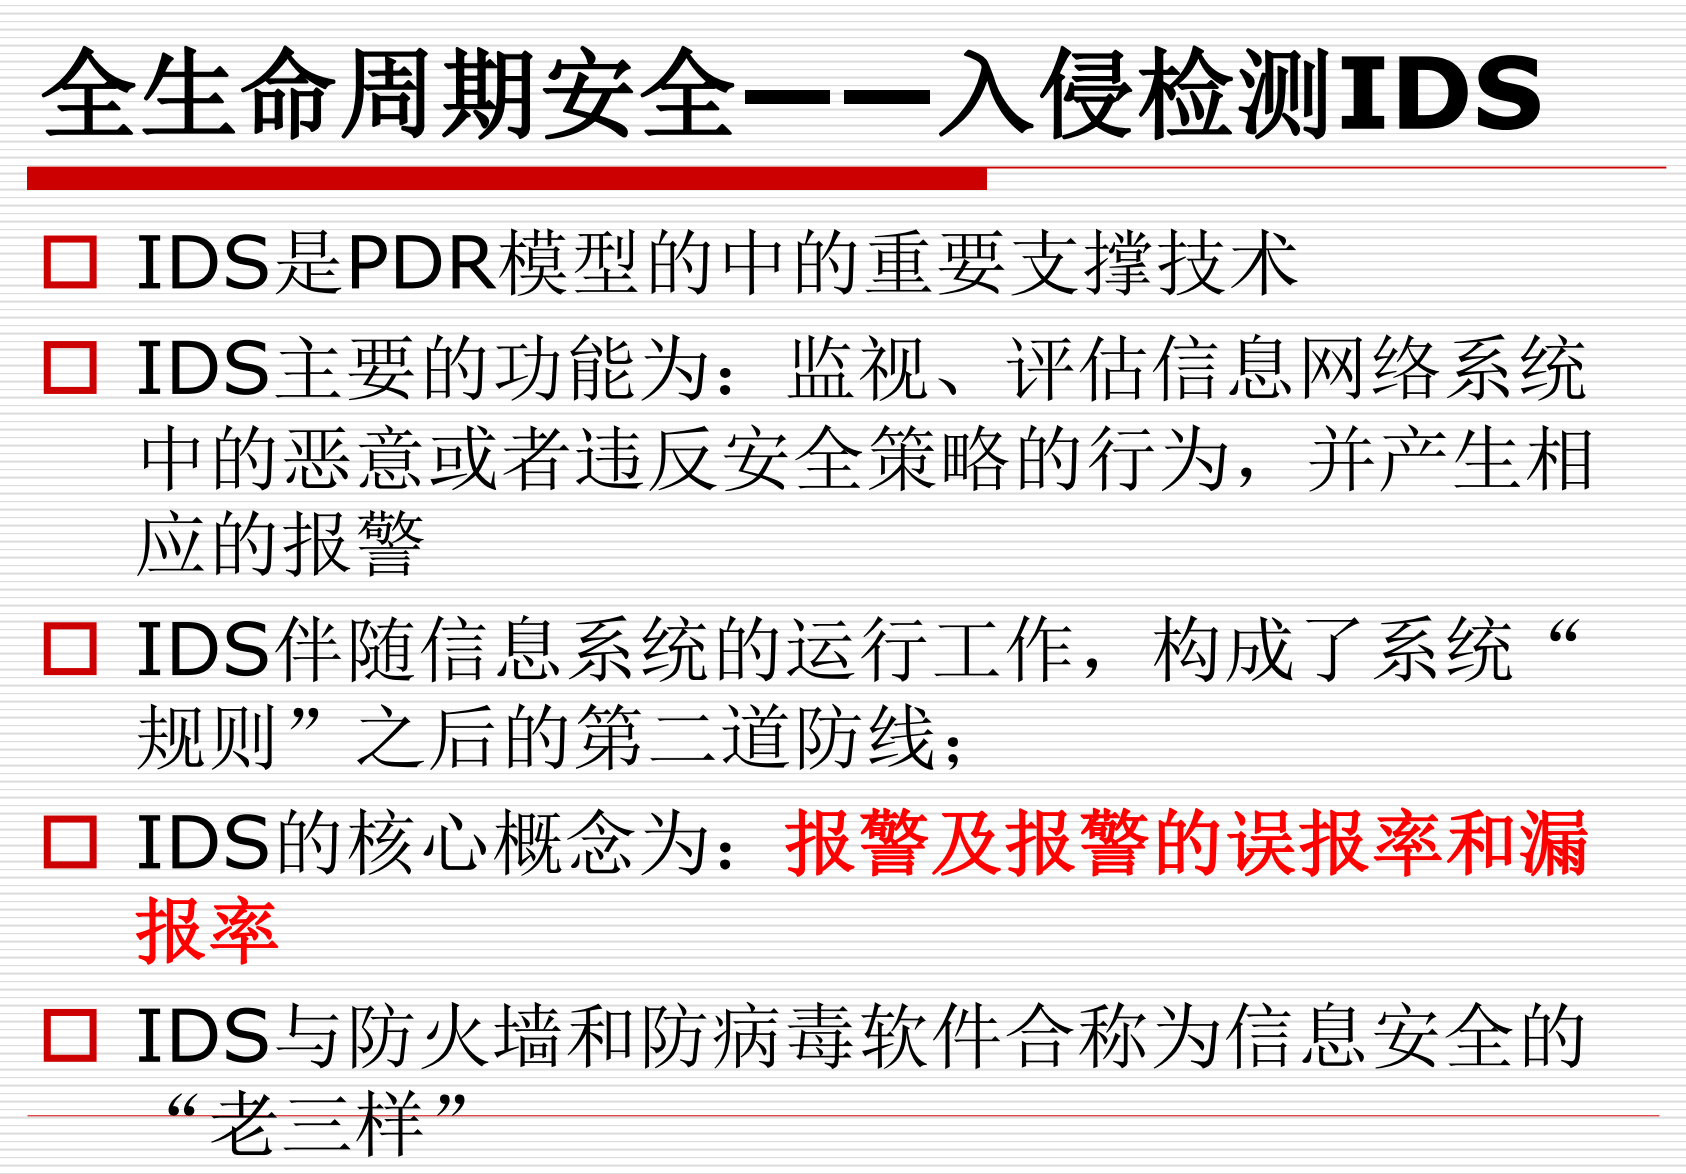 全生命周期安全——入侵检测IDS
IDS是PDR模型的中的重要支撑技术
IDS主要的功能为：监视、评估信息网络系统
中的恶意或者违反安全策略的行为，并产生相
应的报警
IDS伴随信息系统的运行工作，构成了系统“
规则”之后的第二道防线；
IDS的核心概念为：报警及报警的误报率和漏
报率
IDS与防火墙和防病毒软件合称为信息安全的
“老三样”